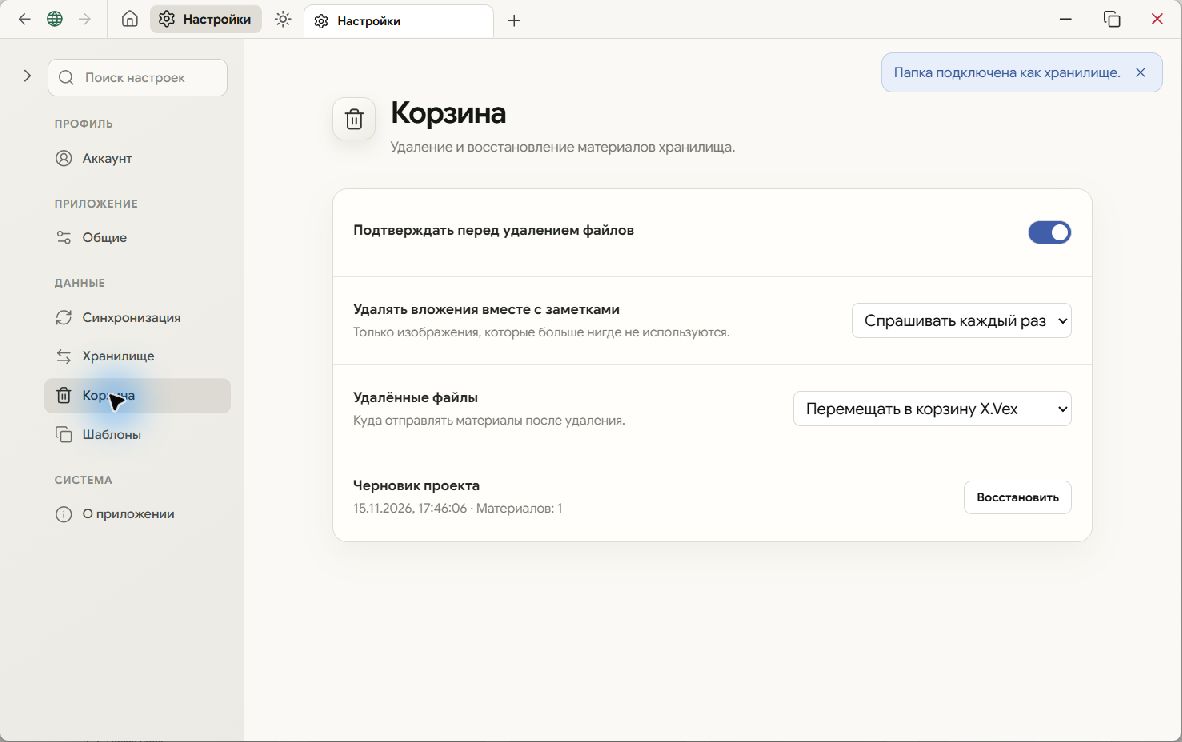 Настройки
Настройки
Поиск настроек
Папка подключена как хранилище.
ПРОФИЛЬ
Аккаунт
ПРИЛОЖЕНИЕ
Общие
ДАННЫЕ
Синхронизация
Хранилище
Корзина
Шаблоны
СИСТЕМА
О приложении
Корзина
Удаление и восстановление материалов хранилища.
Подтверждать перед удалением файлов
Удалять вложения вместе с заметками
Только изображения, которые больше нигде не используются.
Спрашивать каждый раз
Удалённые файлы
Куда отправлять материалы после удаления.
Перемещать в корзину X.Vex
Черновик проекта
15.11.2026, 17:46:06 · Материалов: 1
Восстановить